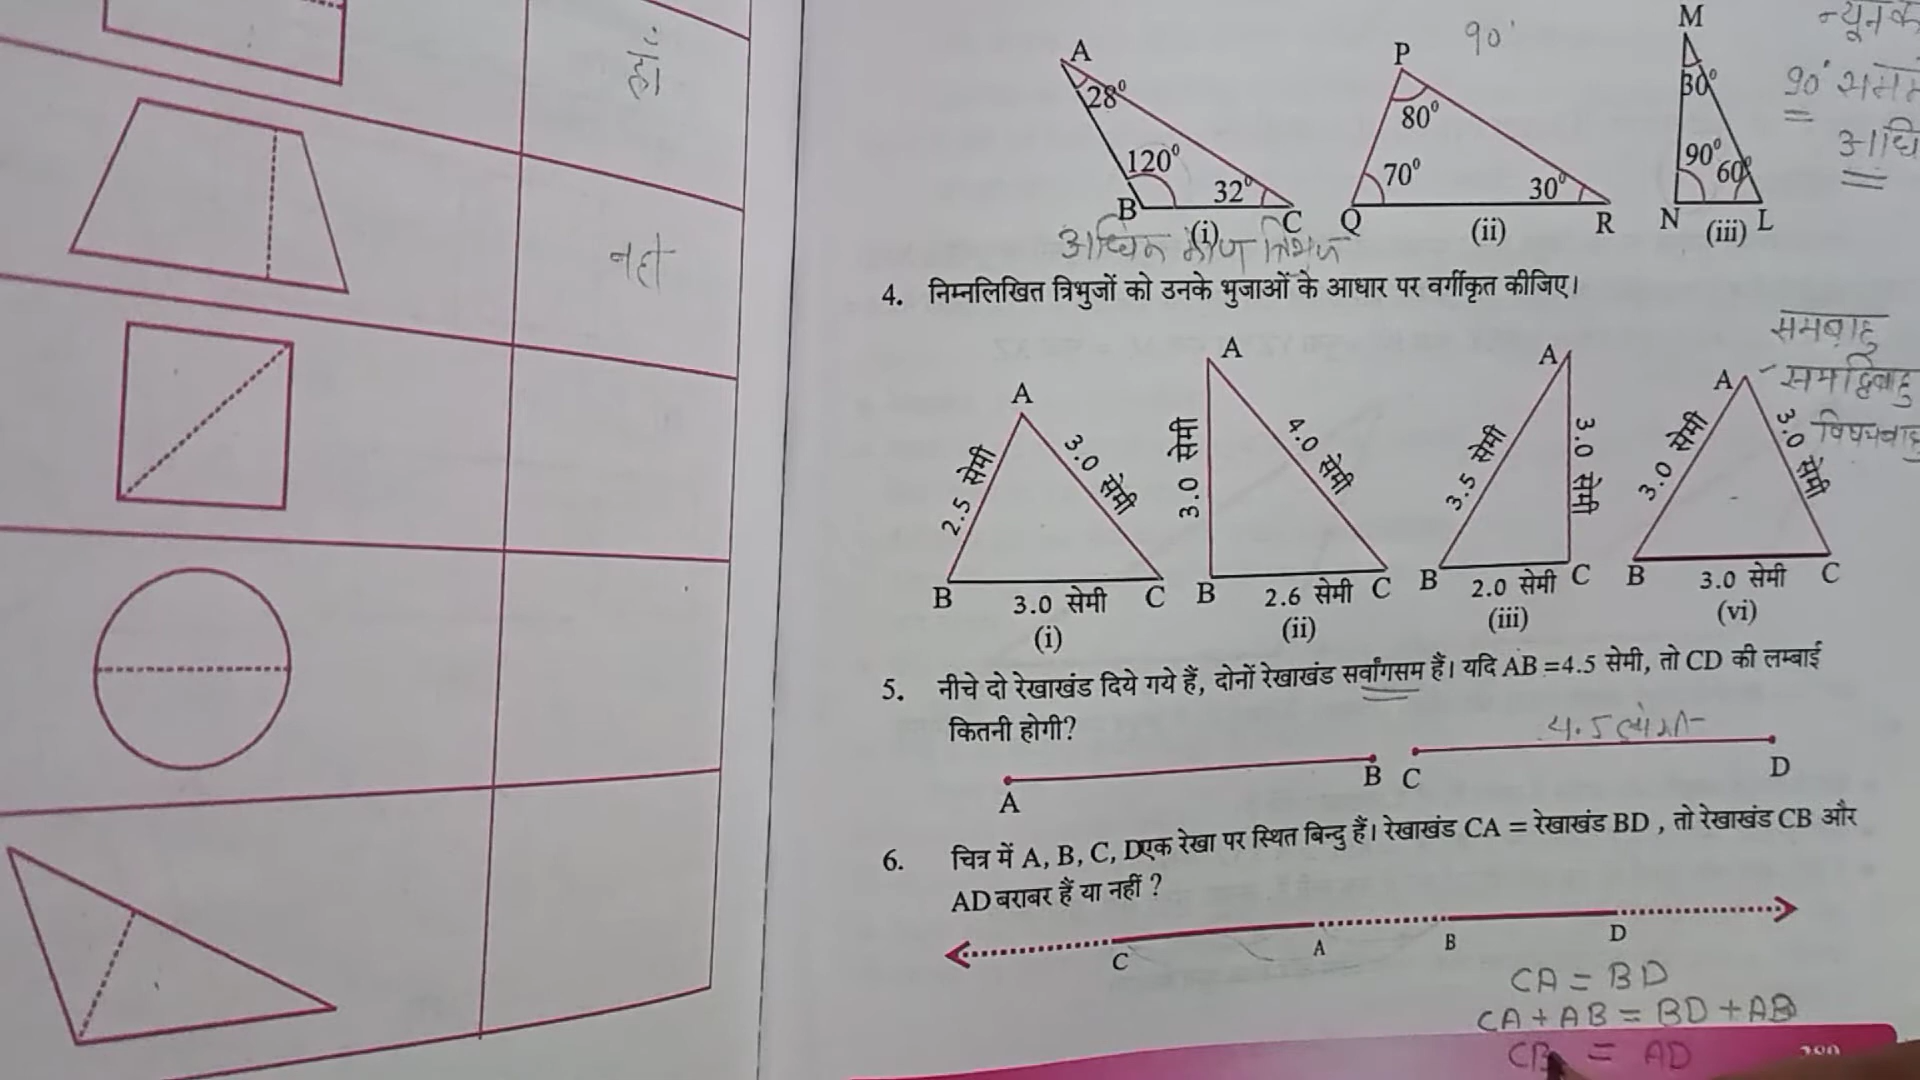 हाँ
नही
90°
न्यून
90° सम
आधि
A
28°
120°
32°
B
C
(i)
P
80°
70°
30°
Q
R
(ii)
M
30°
90°
60°
N
L
(iii)
अधिक कोण त्रिभुज
4. निम्नलिखित त्रिभुजों को उनके भुजाओं के आधार पर वर्गीकृत कीजिए।
समबाहु
समद्विबाहु
विषमबाहु
A
2.5 सेमी
3.0 सेमी
B
3.0 सेमी
C
(i)
A
3.0 सेमी
4.0 सेमी
B
2.6 सेमी
C
(ii)
A
3.5 सेमी
3.0 सेमी
B
2.0 सेमी
C
(iii)
A
3.0 सेमी
3.0 सेमी
B
3.0 सेमी
C
(vi)
5. नीचे दो रेखाखंड दिये गये हैं, दोनों रेखाखंड सर्वांगसम हैं। यदि AB =4.5 सेमी, तो CD की लम्बाई
कितनी होगी?
4.5
A
B
C
D
6. चित्र में A, B, C, Dएक रेखा पर स्थित बिन्दु हैं। रेखाखंड CA = रेखाखंड BD , तो रेखाखंड CB और
AD बराबर हैं या नहीं ?
C
A
B
D
CA = BD
CA + AB = BD + AB
CB = AD